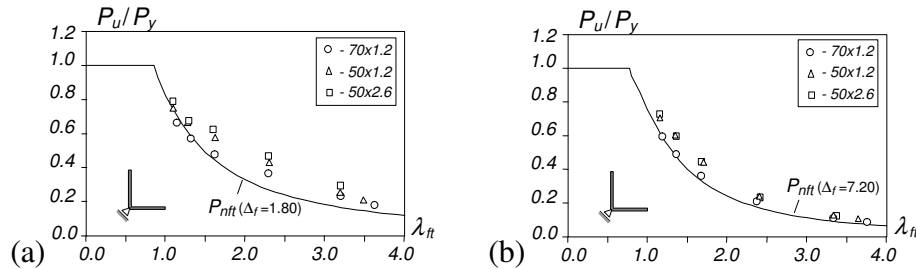 P_u/P_y
1.2
1.0
0.8
0.6
0.4
0.2
0.0
0.0 1.0 2.0 3.0 4.0
λ_ft
- 70x1.2
- 50x1.2
- 50x2.6
P_nft (Δ_f=1.80)
(a)
P_u/P_y
1.2
1.0
0.8
0.6
0.4
0.2
0.0
0.0 1.0 2.0 3.0 4.0
λ_ft
- 70x1.2
- 50x1.2
- 50x2.6
P_nft (Δ_f=7.20)
(b)